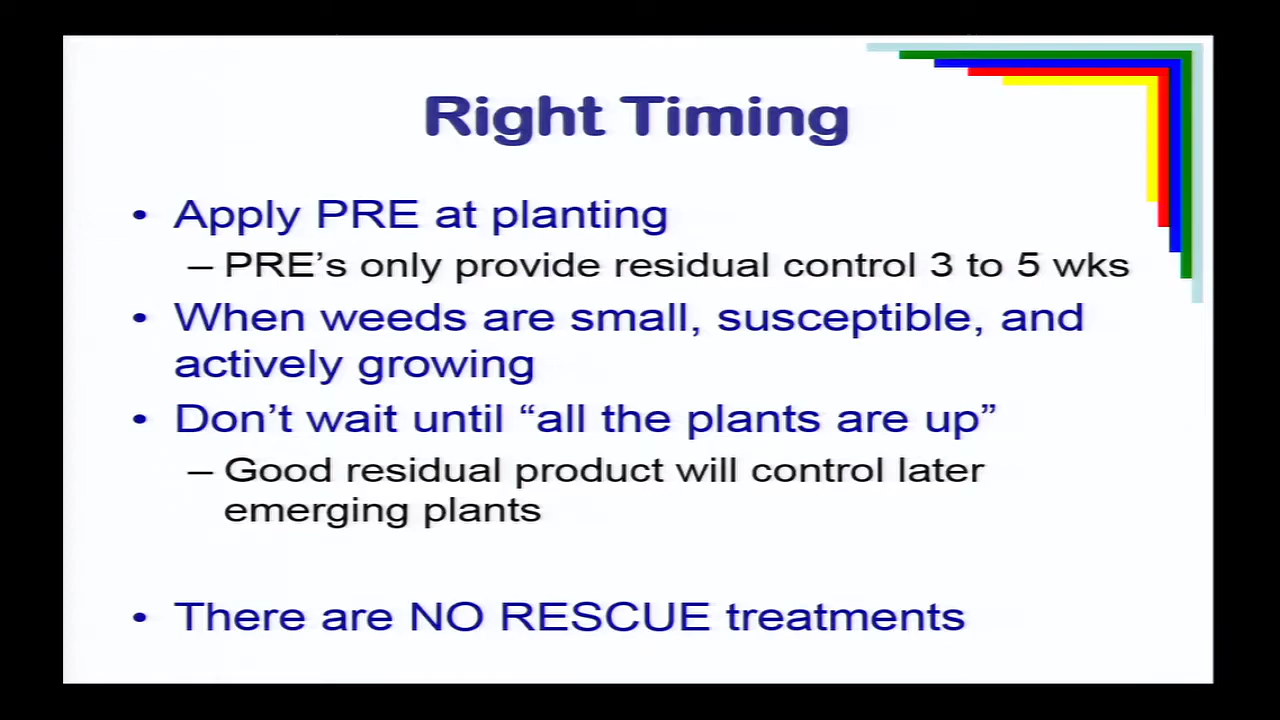 Right Timing
• Apply PRE at planting
– PRE’s only provide residual control 3 to 5 wks
• When weeds are small, susceptible, and
actively growing
• Don’t wait until “all the plants are up”
– Good residual product will control later
emerging plants
• There are NO RESCUE treatments